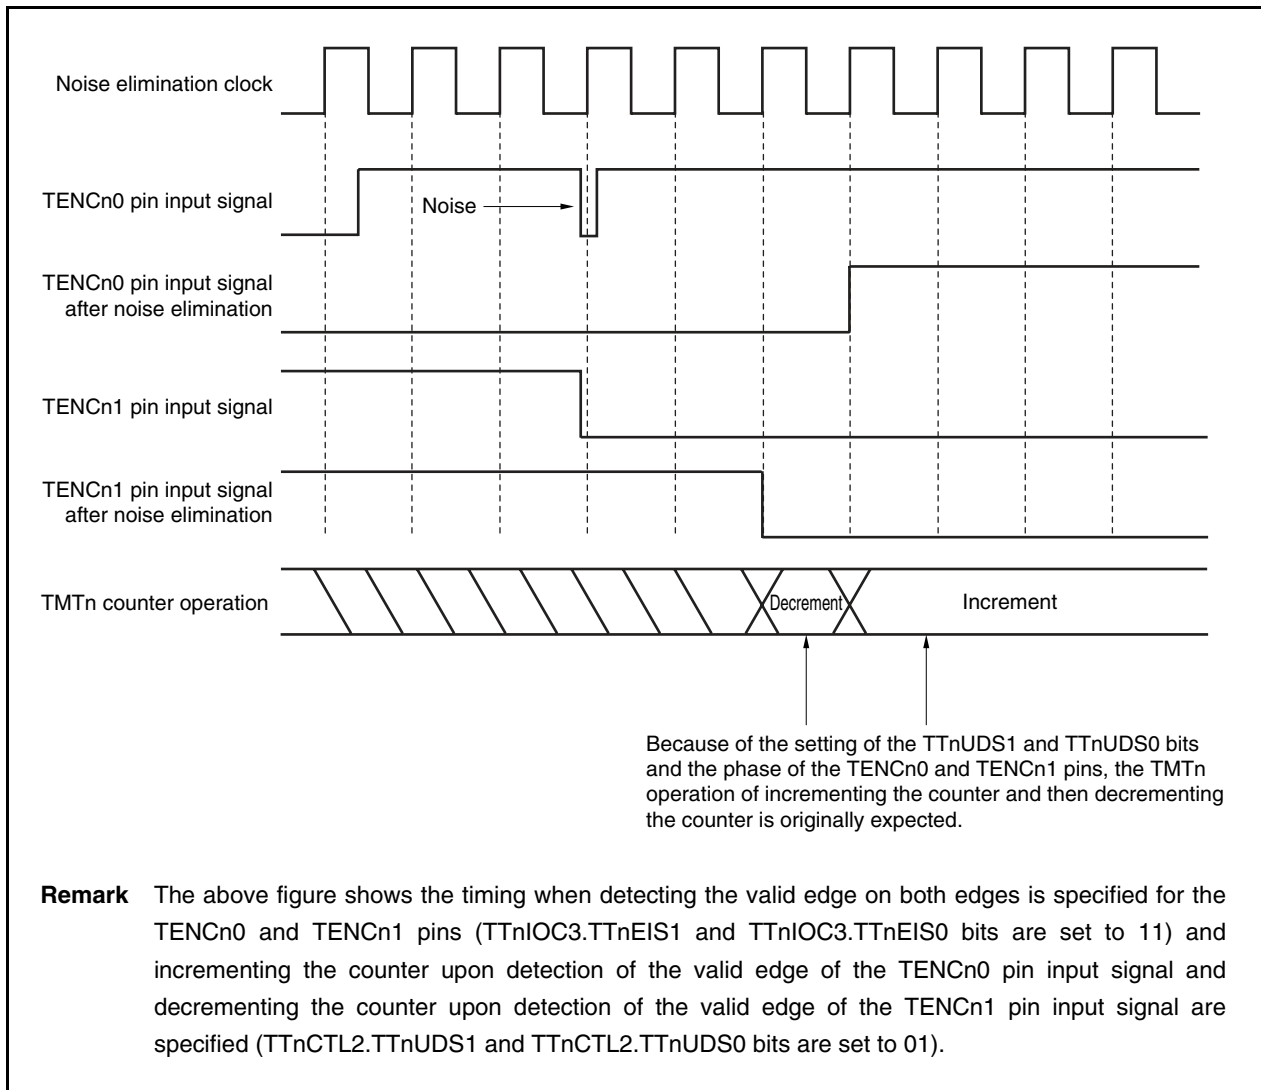 Noise elimination clock
TENCn0 pin input signal
Noise
TENCn0 pin input signal
after noise elimination
TENCn1 pin input signal
TENCn1 pin input signal
after noise elimination
TMTn counter operation
Decrement
Increment
Because of the setting of the TTnUDS1 and TTnUDS0 bits
and the phase of the TENCn0 and TENCn1 pins, the TMTn
operation of incrementing the counter and then decrementing
the counter is originally expected.
Remark The above figure shows the timing when detecting the valid edge on both edges is specified for the
TENCn0 and TENCn1 pins (TTnIOC3.TTnEIS1 and TTnIOC3.TTnEIS0 bits are set to 11) and
incrementing the counter upon detection of the valid edge of the TENCn0 pin input signal and
decrementing the counter upon detection of the valid edge of the TENCn1 pin input signal are
specified (TTnCTL2.TTnUDS1 and TTnCTL2.TTnUDS0 bits are set to 01).